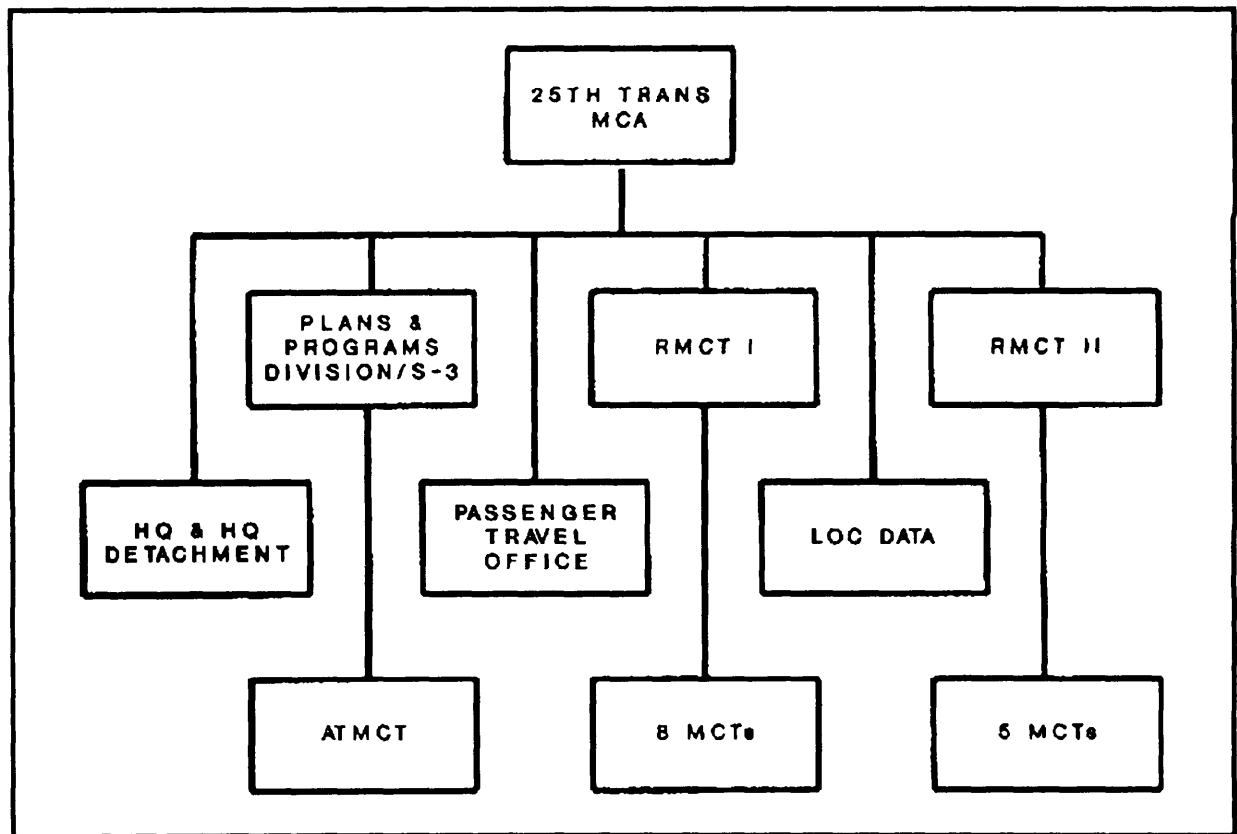 25TH TRANS
MCA
PLANS &
PROGRAMS
DIVISION/S-3
RMCT I
RMCT II
HQ & HQ
DETACHMENT
PASSENGER
TRAVEL
OFFICE
LOC DATA
ATMCT
8 MCTs
5 MCTs